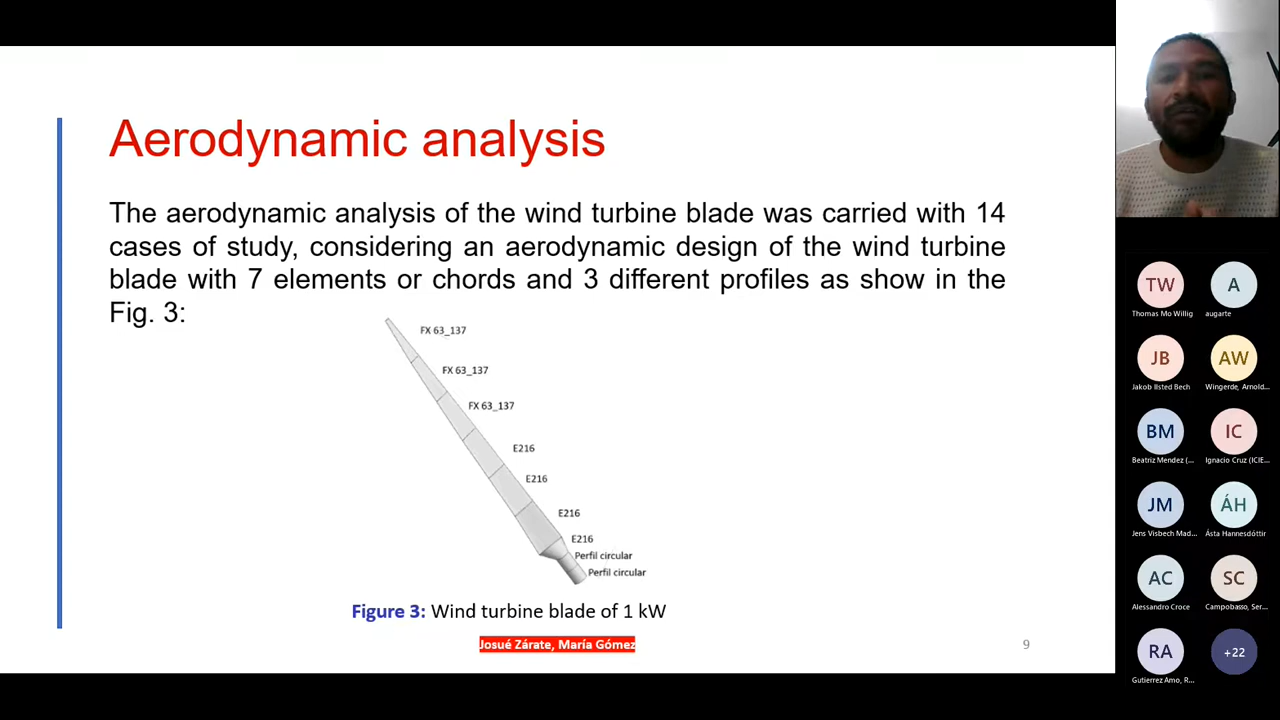 Aerodynamic analysis
The aerodynamic analysis of the wind turbine blade was carried with 14
cases of study, considering an aerodynamic design of the wind turbine
blade with 7 elements or chords and 3 different profiles as show in the
Fig. 3:
FX 63_137
FX 63_137
FX 63_137
E216
E216
E216
E216
Perfil circular
Perfil circular
Figure 3: Wind turbine blade of 1 kW
Josué Zárate, María Gómez
9
TW
A
Thomas Mo Willig
augarte
JB
AW
Jakob Ilsted Bech
Wingerde, Arnold...
BM
IC
Beatriz Mendez (...
Ignacio Cruz (ICIE...
JM
ÁH
Jens Visbech Mad...
Ásta Hannesdóttir
AC
SC
Alessandro Croce
Campobasso, Ser...
RA
+22
Gutierrez Amo, R...